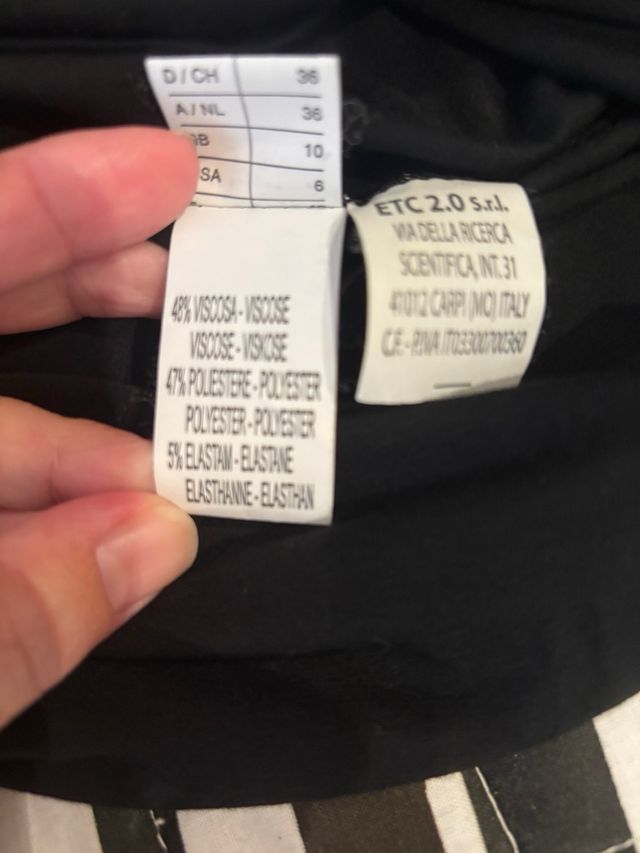 D / CH 36
A / NL 36
GB 10
SA 6
48% VISCOSA - VISCOSE
VISCOSE - VISKOSE
47% POLIESTERE - POLYESTER
POLYESTER - POLYESTER
5% ELASTAM - ELASTANE
ELASTHANNE - ELASTHAN
ETC 2.0 S.r.l.
VIA DELLA RICERCA
SCIENTIFICA, INT. 31
41012 CARPI (MO) ITALY
C.F. - P.IVA IT03300700360